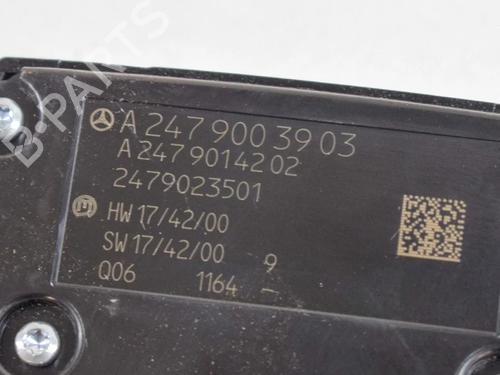 A 247 900 39 03
A 247 901 42 02
2479023501
HW 17/42/00
SW 17/42/00 9
Q06 1164 -
B-PARTS